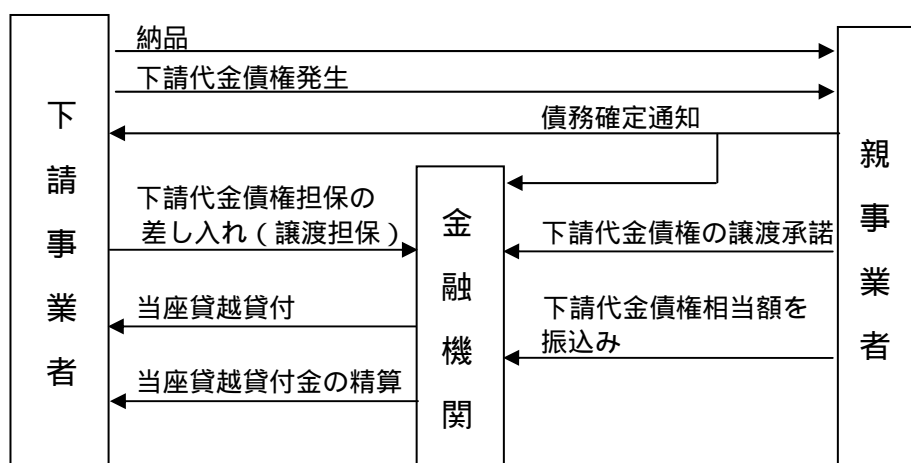 納品
下請代金債権発生
債務確定通知
下請事業者
親事業者
金融機関
下請代金債権担保の
差し入れ(譲渡担保)
下請代金債権の譲渡承諾
当座貸越貸付
下請代金債権相当額を
振込み
当座貸越貸付金の精算